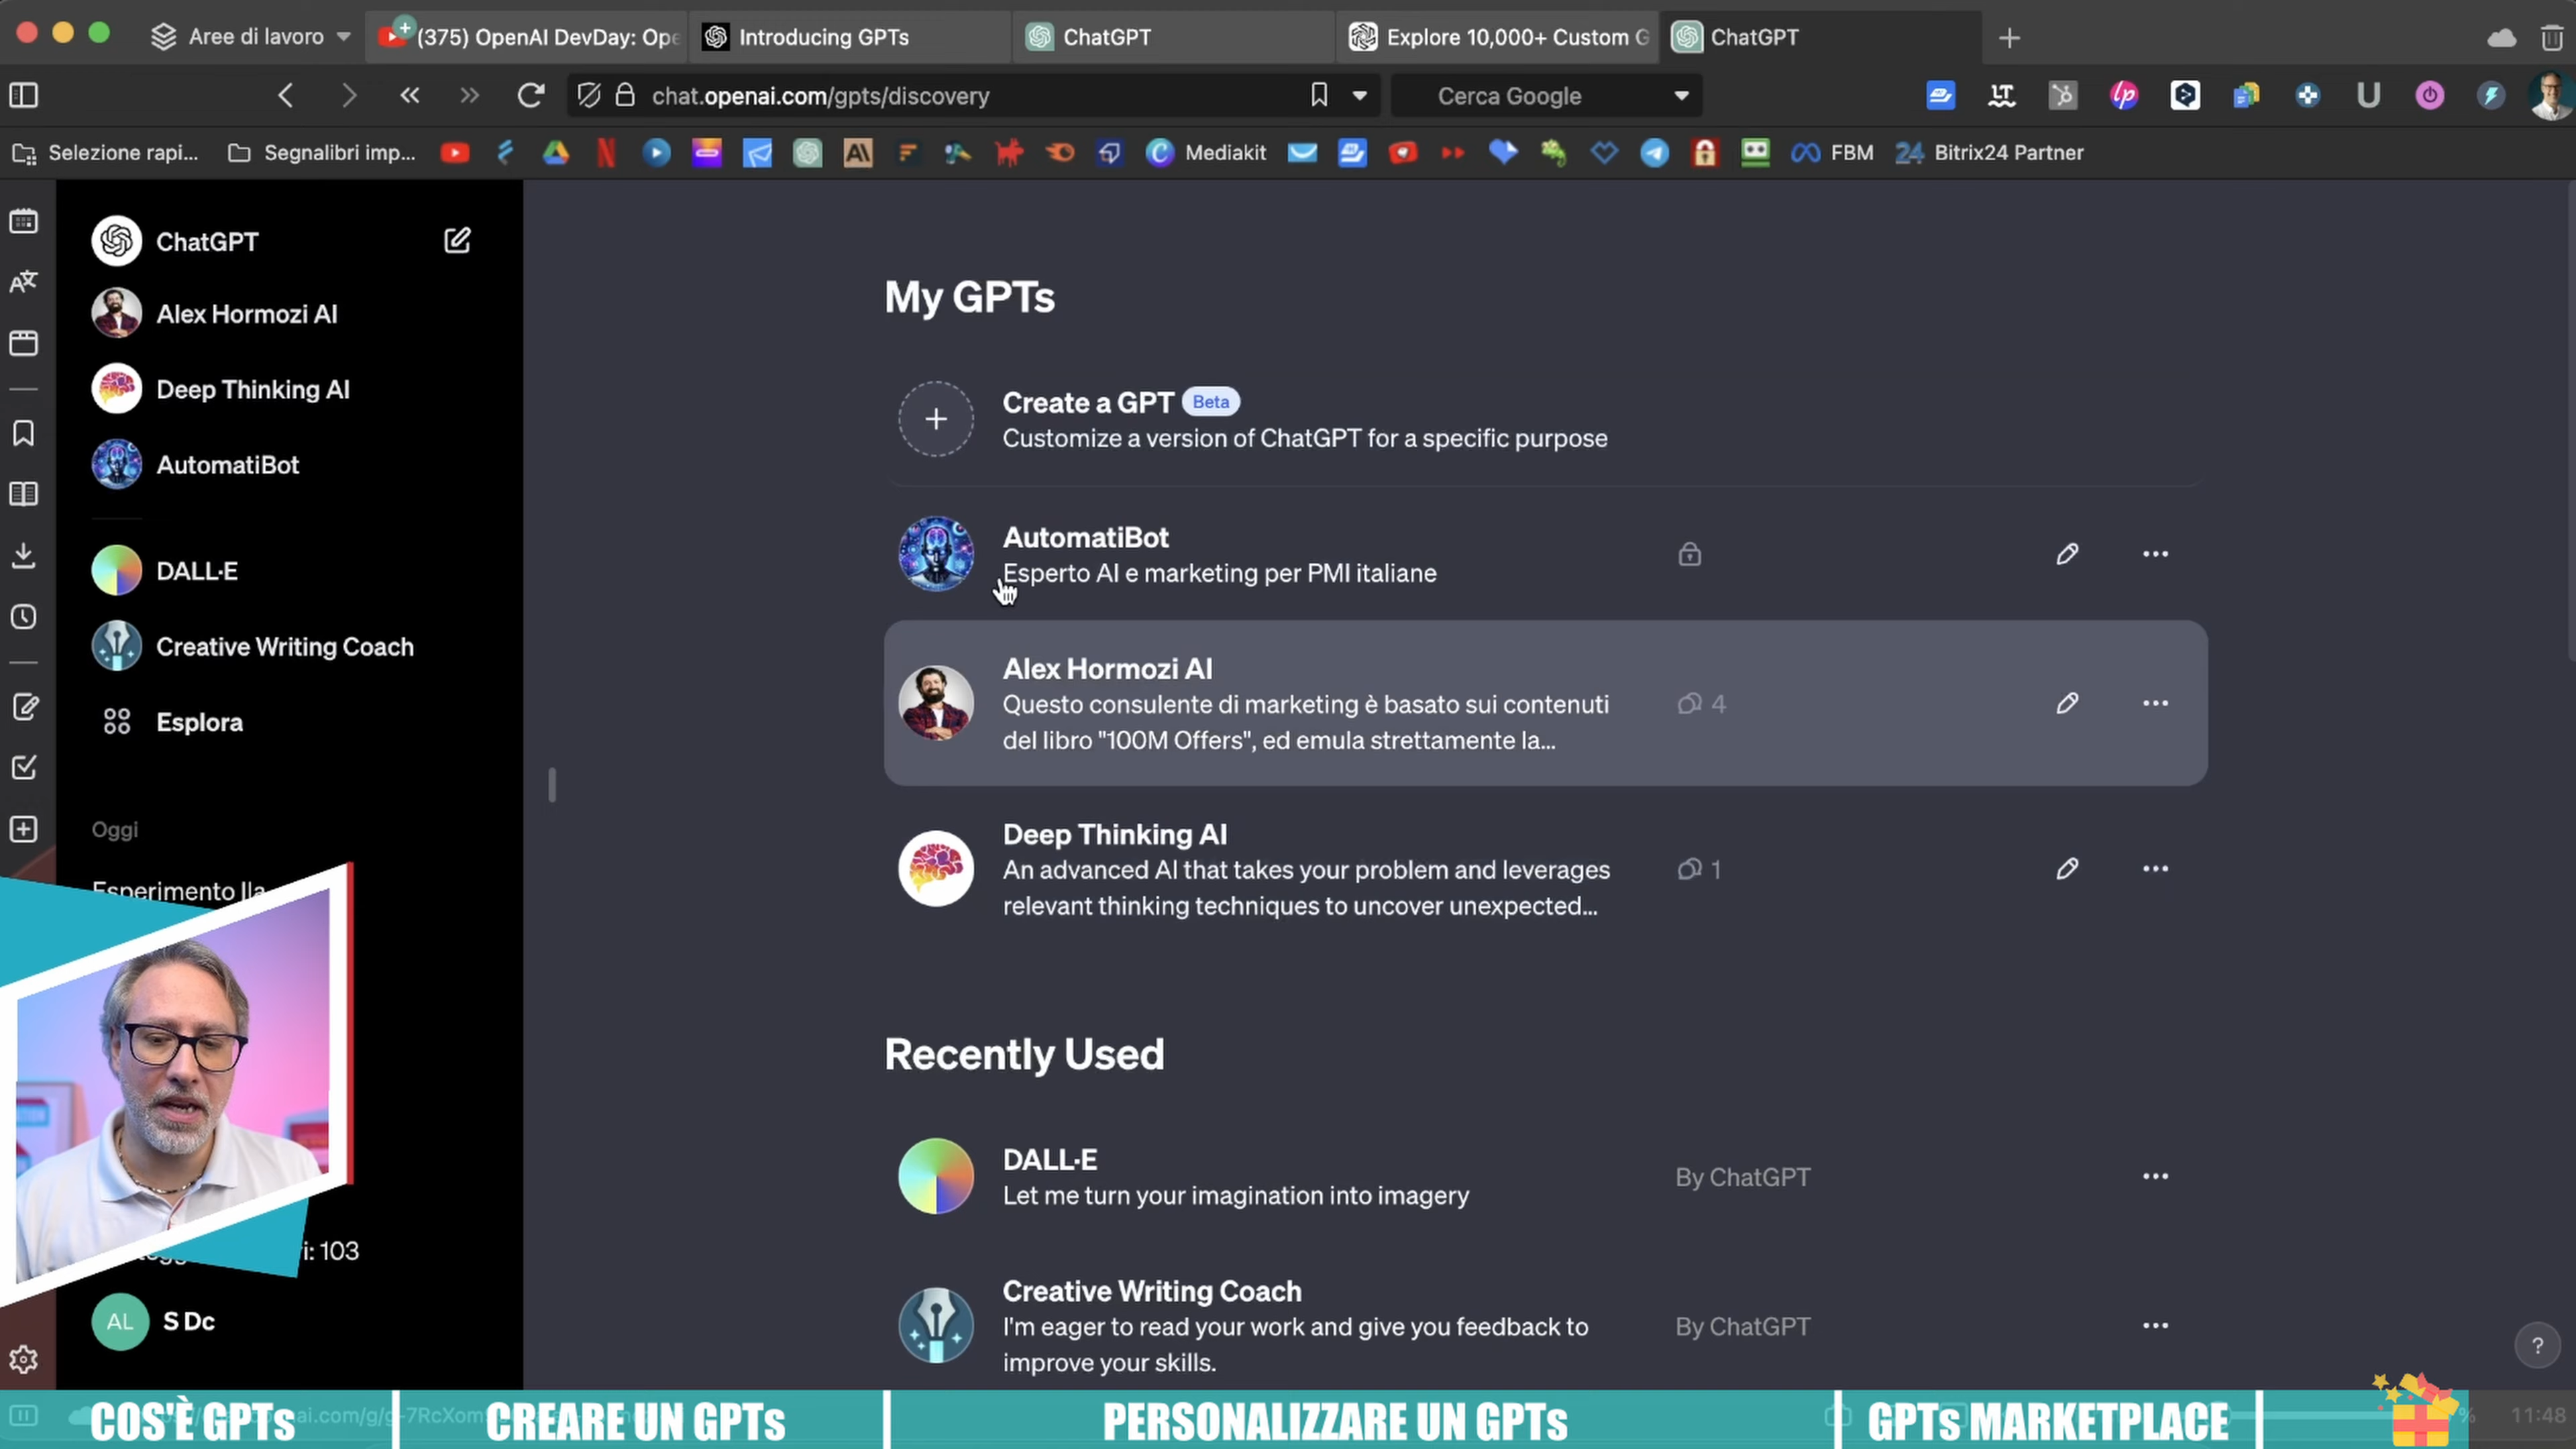 Aree di lavoro
(375) OpenAI DevDay: Ope
Introducing GPTs
ChatGPT
Explore 10,000+ Custom G
ChatGPT
chat.openai.com/gpts/discovery
Cerca Google
Selezione rapi...
Segnalibri imp...
Mediakit
FBM
24
Bitrix24 Partner
ChatGPT
Alex Hormozi AI
Deep Thinking AI
AutomatiBot
DALL·E
Creative Writing Coach
Esplora
Oggi
Esperimento Ila
i: 103
AL
S Dc
My GPTs
Create a GPT Beta
Customize a version of ChatGPT for a specific purpose
AutomatiBot
Esperto AI e marketing per PMI italiane
Alex Hormozi AI
Questo consulente di marketing è basato sui contenuti
del libro "100M Offers", ed emula strettamente la...
4
Deep Thinking AI
An advanced AI that takes your problem and leverages
relevant thinking techniques to uncover unexpected...
1
Recently Used
DALL·E
Let me turn your imagination into imagery
By ChatGPT
Creative Writing Coach
I'm eager to read your work and give you feedback to
improve your skills.
By ChatGPT
?
COS'È GPTs
CREARE UN GPTs
PERSONALIZZARE UN GPTs
GPTs MARKETPLACE
11:48